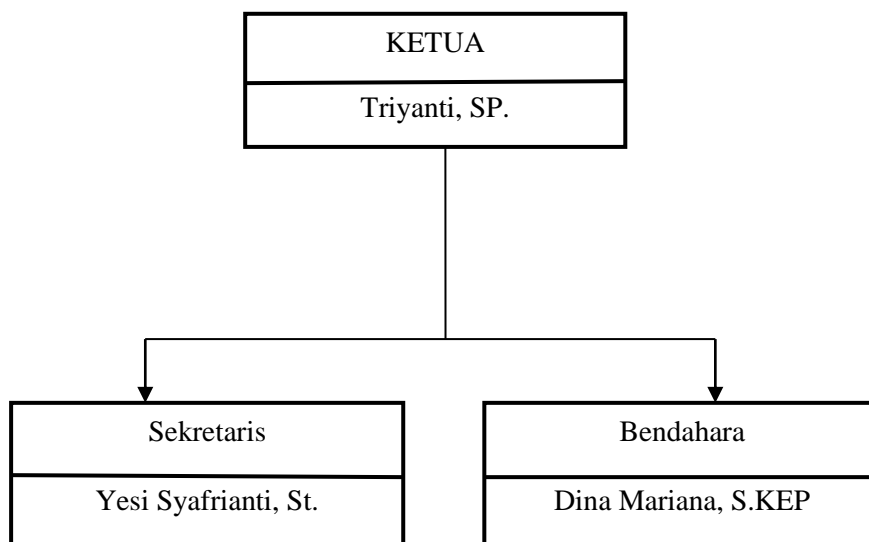 KETUA
Triyanti, SP.
Sekretaris
Yesi Syafrianti, St.
Bendahara
Dina Mariana, S.KEP